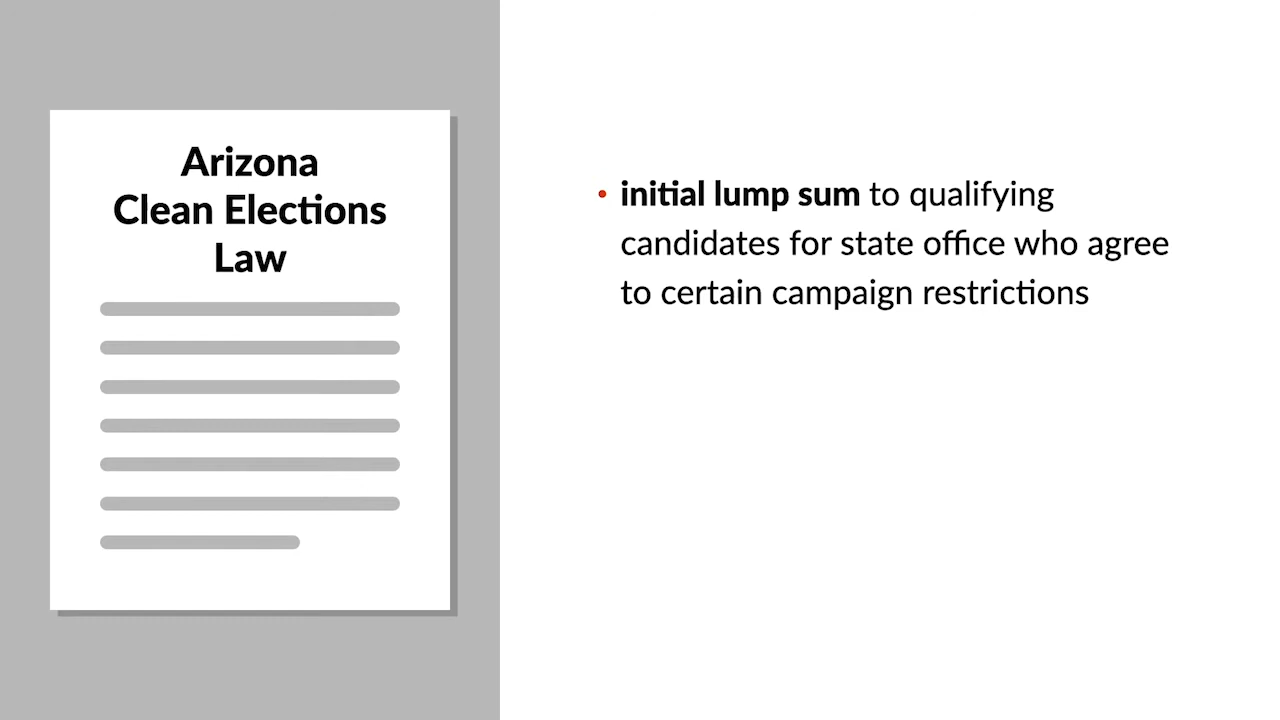 Arizona
Clean Elections
Law
• initial lump sum to qualifying
candidates for state office who agree
to certain campaign restrictions